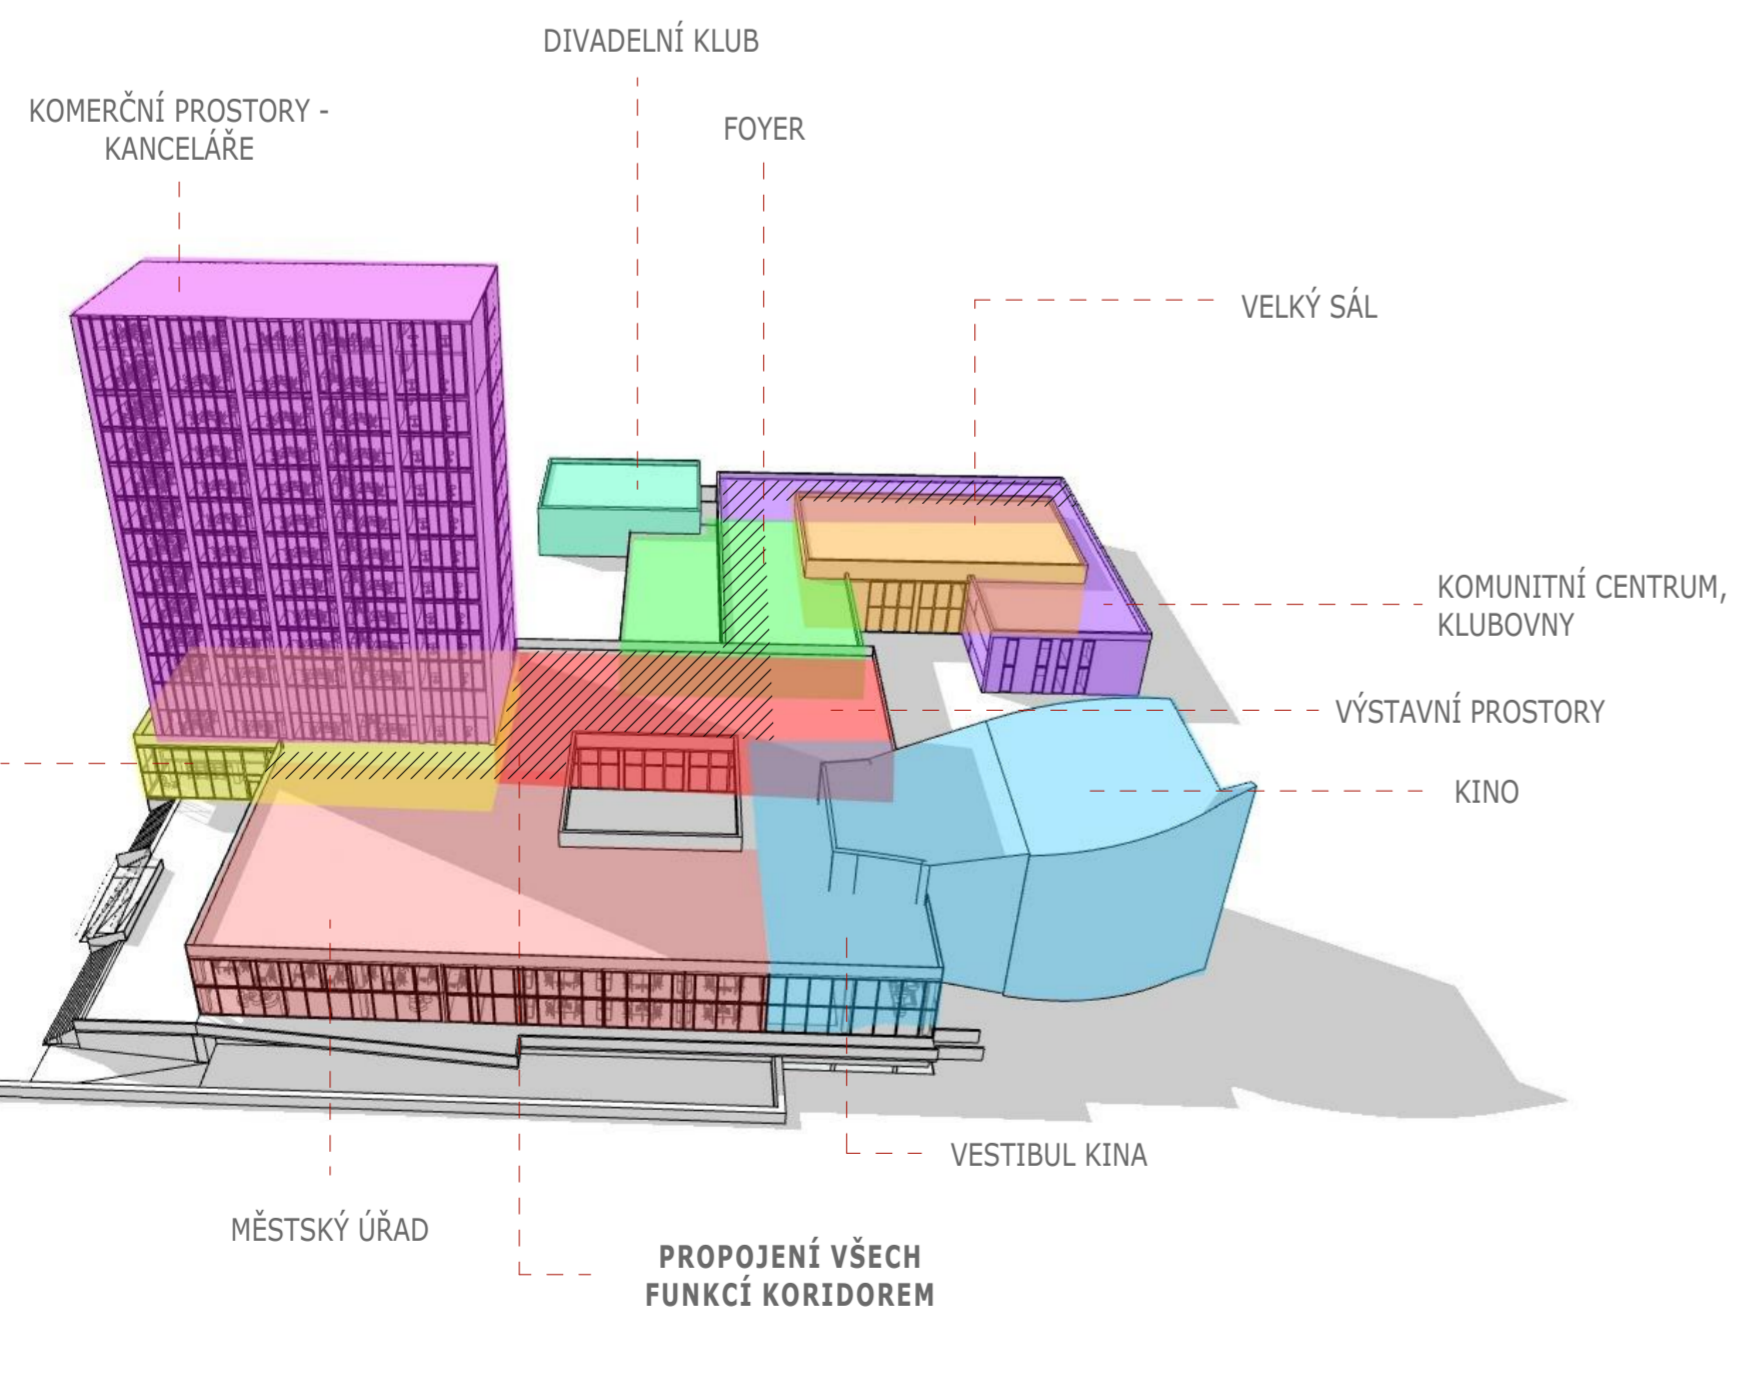 DIVADELNÍ KLUB
KOMERČNÍ PROSTORY -
KANCELÁŘE
FOYER
VELKÝ SÁL
KOMUNITNÍ CENTRUM,
KLUBOVNY
VÝSTAVNÍ PROSTORY
KINO
VESTIBUL KINA
MĚSTSKÝ ÚŘAD
PROPOJENÍ VŠECH
FUNKCÍ KORIDOREM